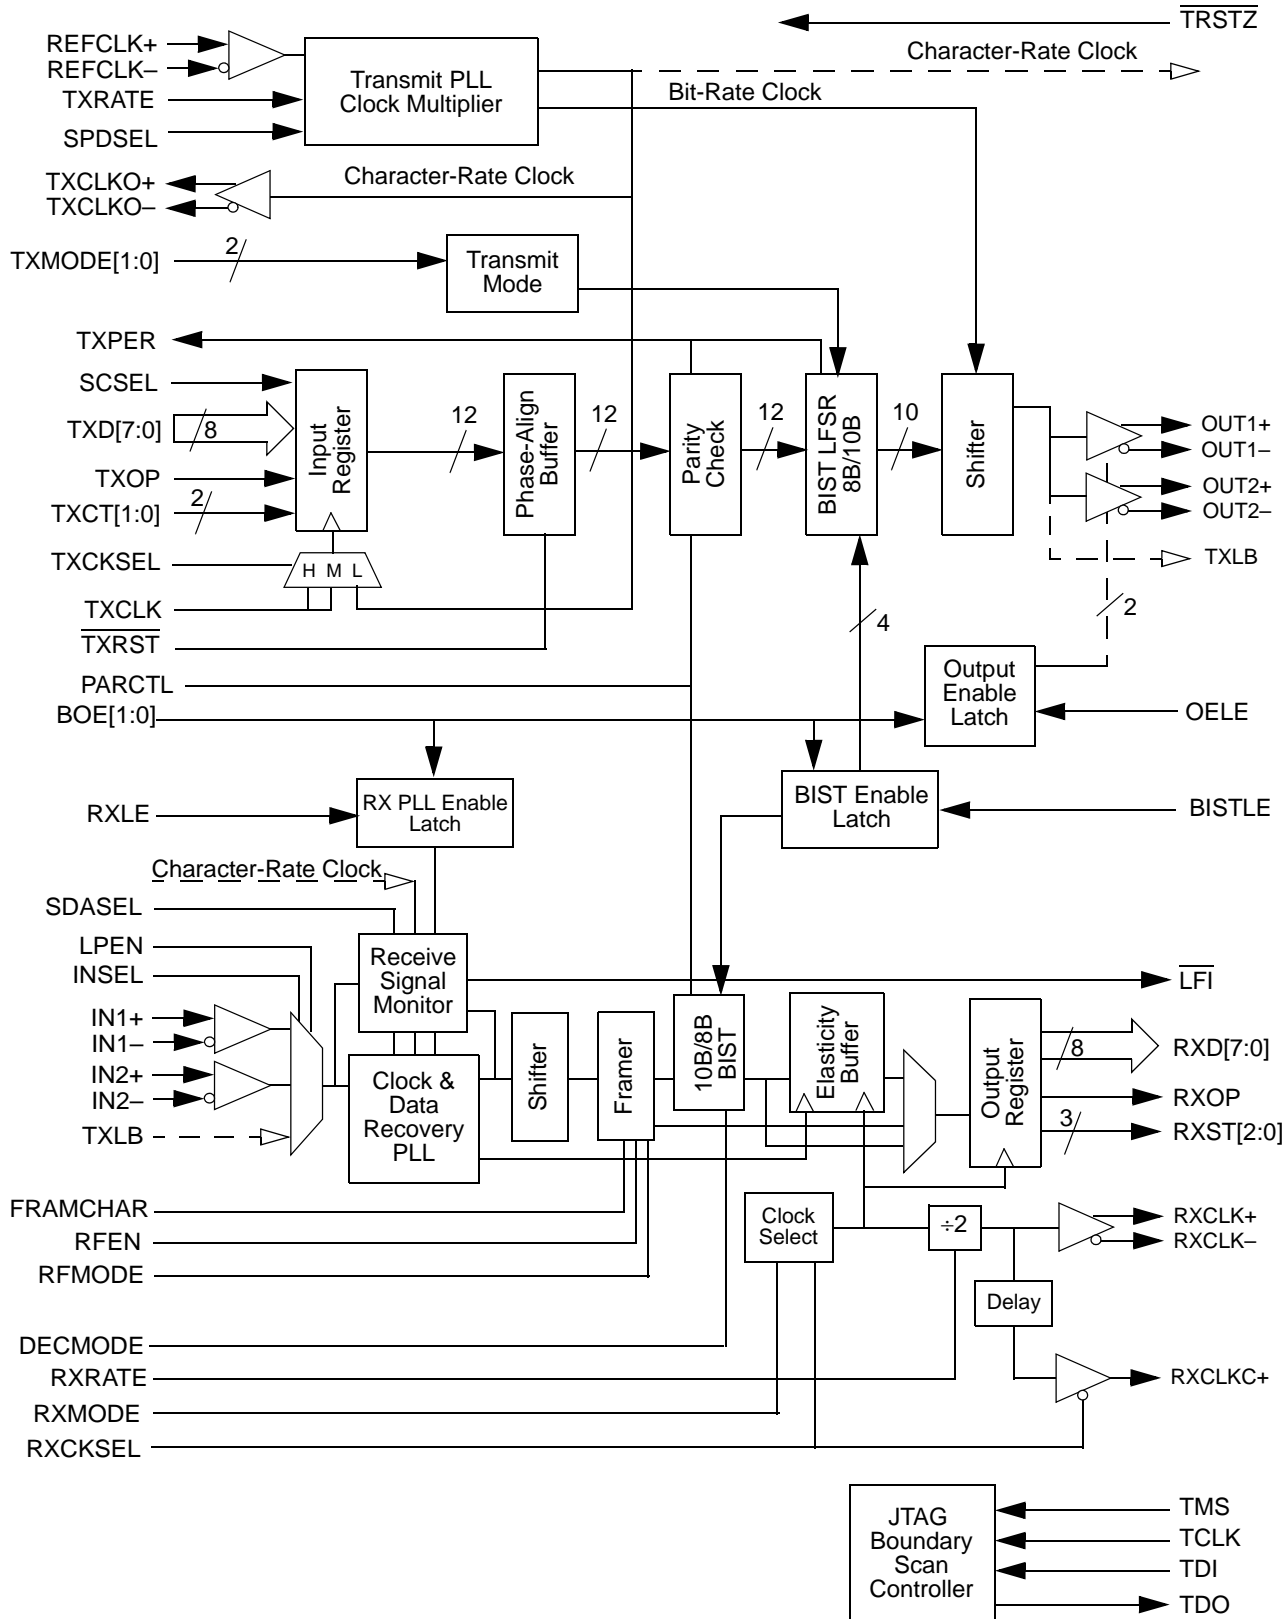 TRSTZ
REFCLK+
REFCLK–
TXRATE
SPDSEL
Transmit PLL
Clock Multiplier
Character-Rate Clock
Bit-Rate Clock
TXCLKO+
TXCLKO–
Character-Rate Clock
TXMODE[1:0]
2
Transmit
Mode
TXPER
SCSEL
TXD[7:0]
8
TXOP
TXCT[1:0]
2
Input
Register
12
Phase-Align
Buffer
12
Parity
Check
12
BIST LFSR
8B/10B
10
Shifter
OUT1+
OUT1–
OUT2+
OUT2–
TXLB
TXCKSEL
H M L
TXCLK
TXRST
4
2
PARCTL
BOE[1:0]
Output
Enable
Latch
OELE
RXLE
RX PLL Enable
Latch
BIST Enable
Latch
BISTLE
Character-Rate Clock
SDASEL
LPEN
INSEL
IN1+
IN1–
IN2+
IN2–
TXLB
Receive
Signal
Monitor
LFI
Clock &
Data
Recovery
PLL
Shifter
Framer
10B/8B
BIST
Elasticity
Buffer
Output
Register
8
RXD[7:0]
RXOP
3
RXST[2:0]
FRAMCHAR
RFEN
RFMODE
Clock
Select
÷2
RXCLK+
RXCLK–
Delay
DECMODE
RXRATE
RXCLKC+
RXMODE
RXCKSEL
JTAG
Boundary
Scan
Controller
TMS
TCLK
TDI
TDO